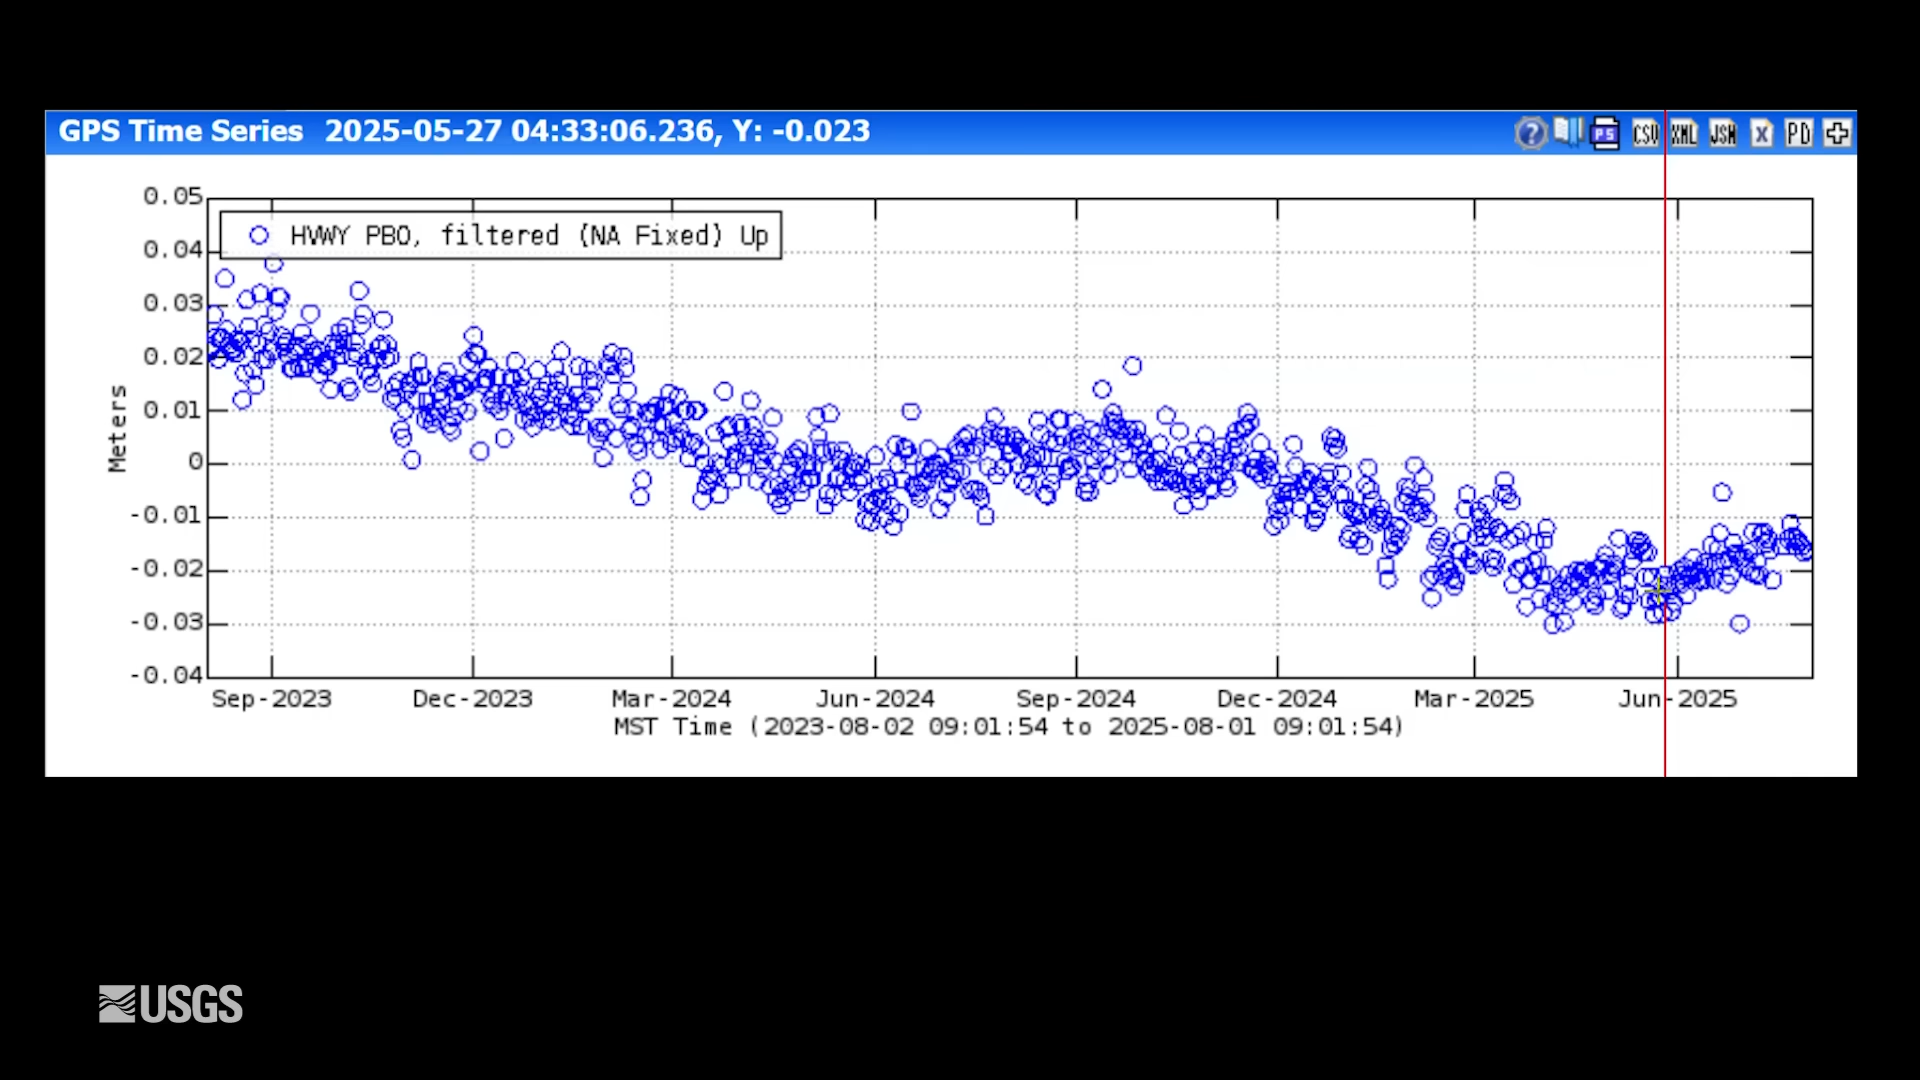 GPS Time Series 2025-05-27 04:33:06.236, Y: -0.023
? PS CSV XML JSN X PD
0.05
HVWY PBO, filtered (NA Fixed) Up
0.04
0.03
0.02
0.01
0
-0.01
-0.02
-0.03
-0.04
Meters
Sep-2023 Dec-2023 Mar-2024 Jun-2024 Sep-2024 Dec-2024 Mar-2025 Jun-2025
MST Time (2023-08-02 09:01:54 to 2025-08-01 09:01:54)
USGS